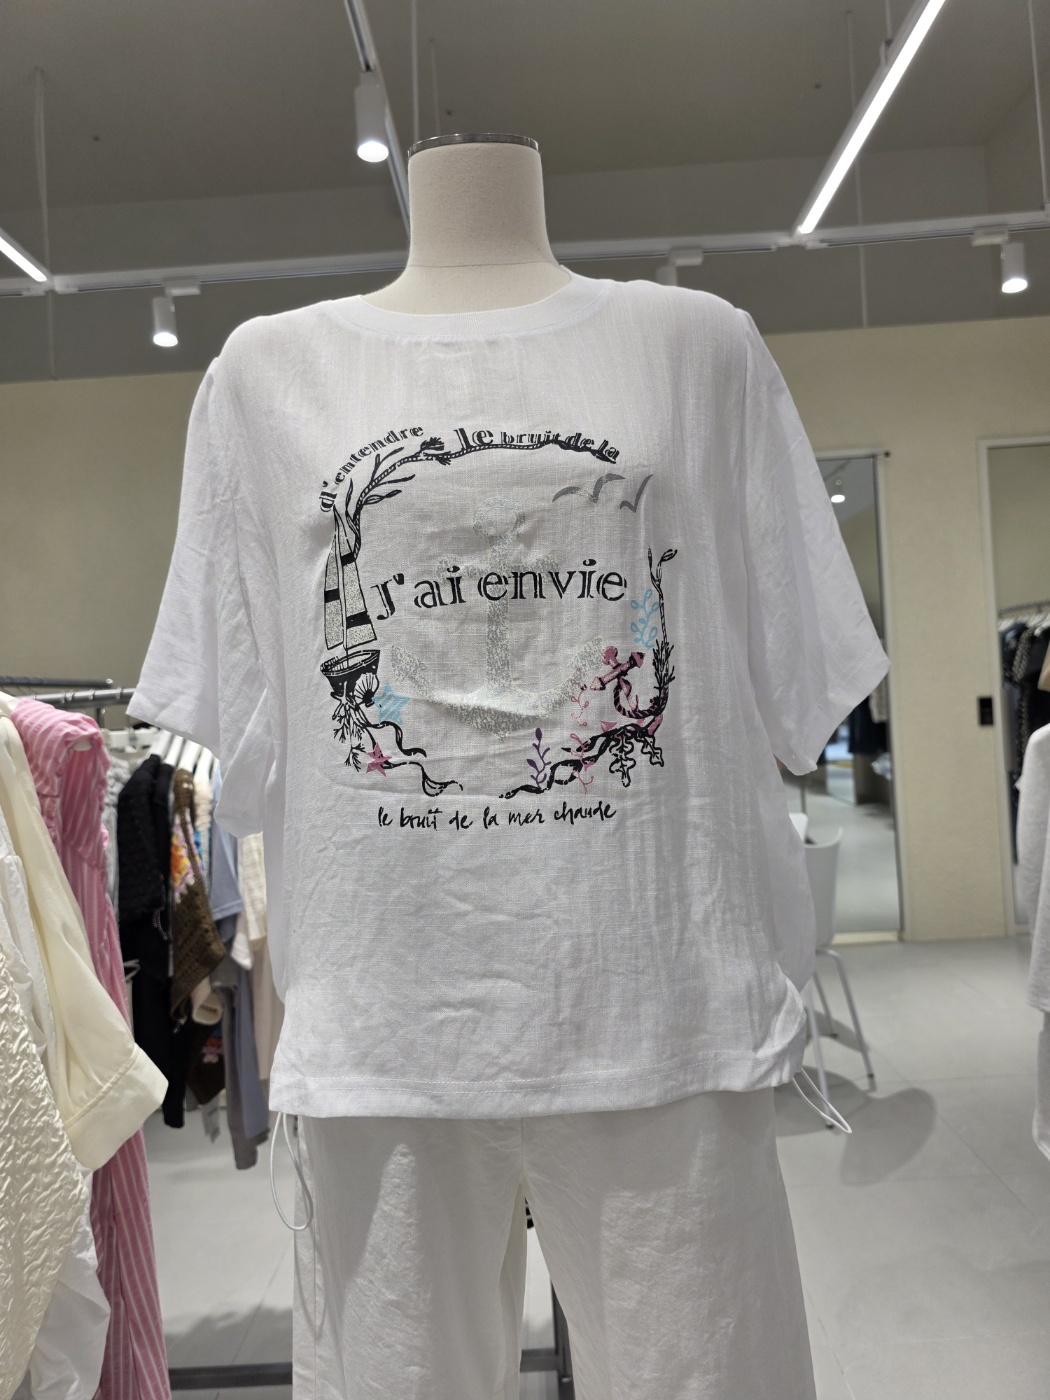 d'entendre le bruit de la
J'ai envie
le bruit de la mer chaude